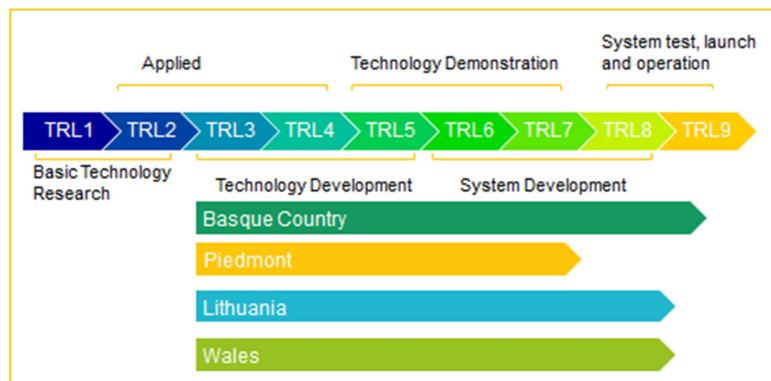 System test, launch
and operation
Applied
Technology Demonstration
TRL1 TRL2 TRL3 TRL4 TRL5 TRL6 TRL7 TRL8 TRL9
Basic Technology
Research
Technology Development
System Development
Basque Country
Piedmont
Lithuania
Wales